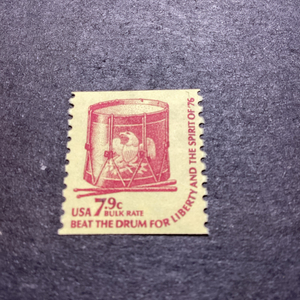 USA 7.9c
BULK RATE
BEAT THE DRUM FOR LIBERTY AND THE SPIRIT OF '76